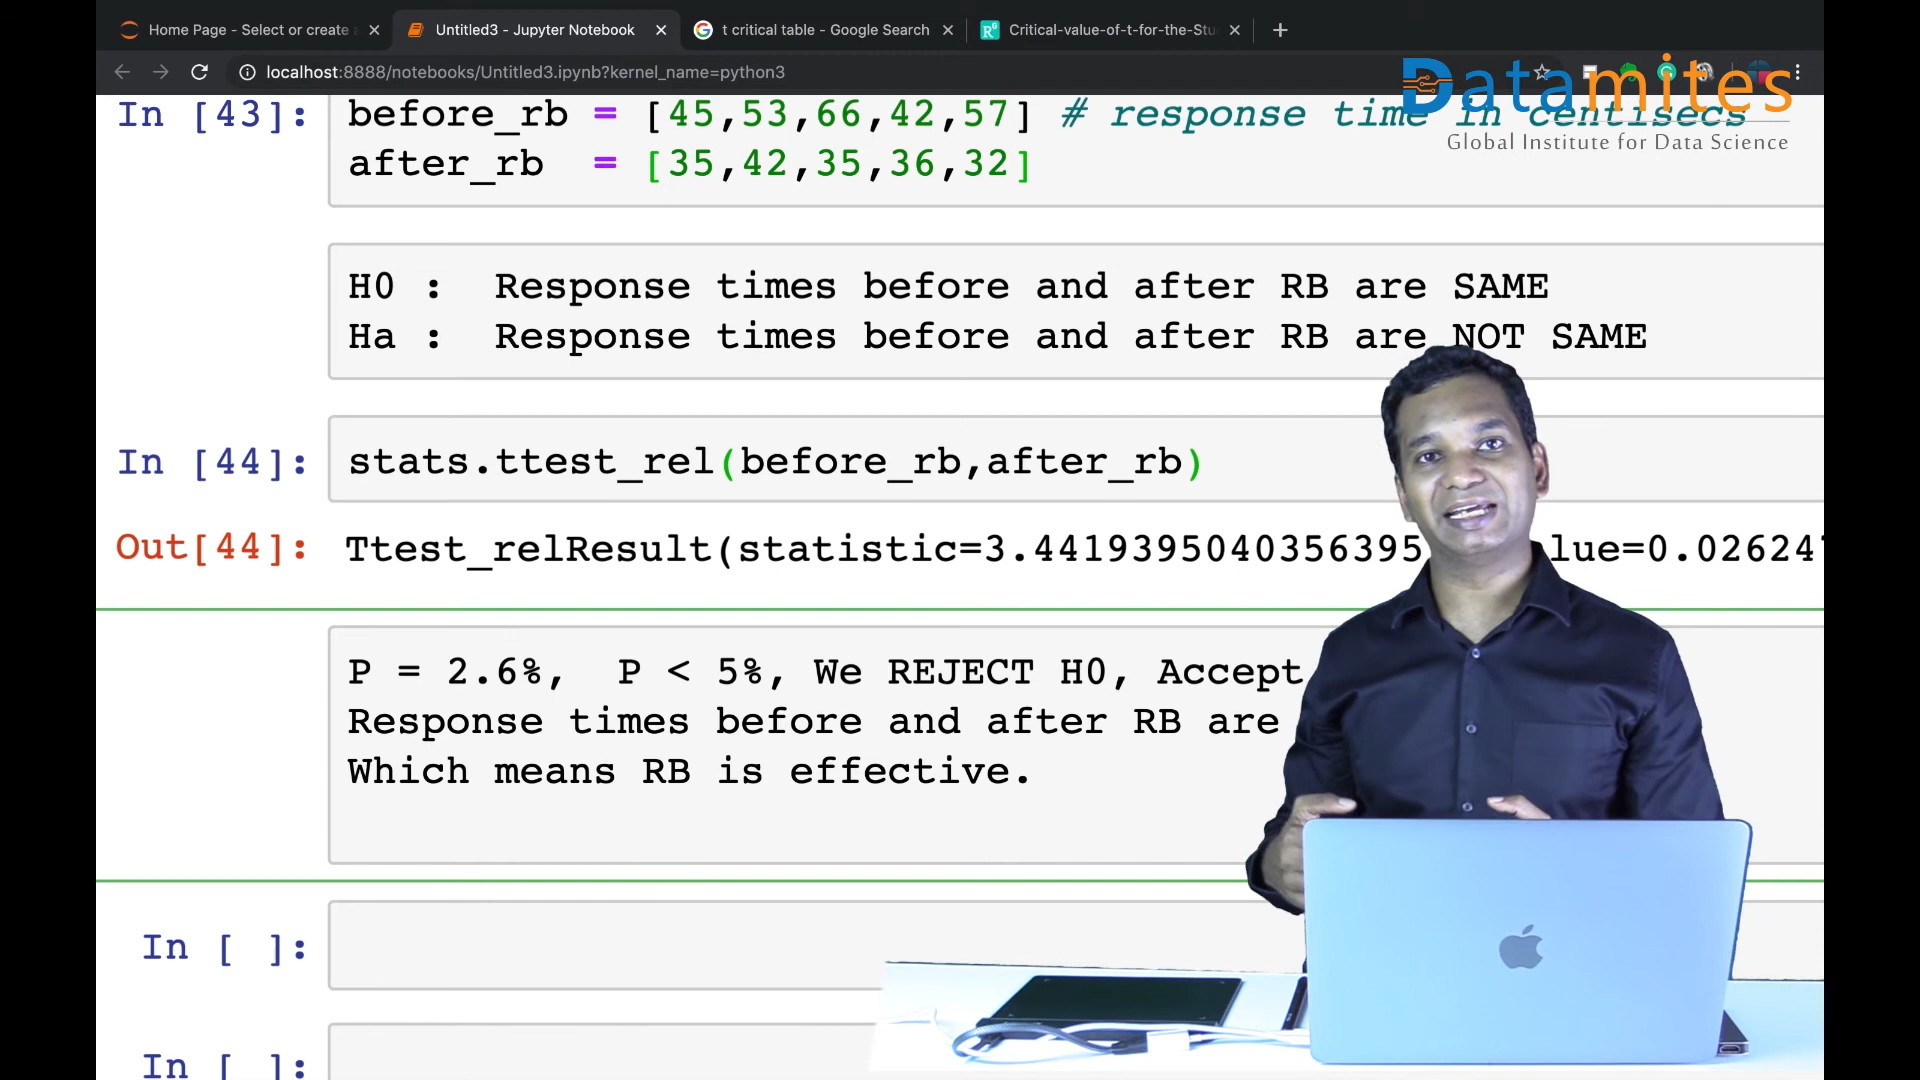 Home Page - Select or create a
Untitled3 - Jupyter Notebook
t critical table - Google Search
Critical-value-of-t-for-the-Stu
localhost:8888/notebooks/Untitled3.ipynb?kernel_name=python3
Datamites
Global Institute for Data Science
In [43]: before_rb = [45,53,66,42,57] # response time in centisecs
after_rb = [35,42,35,36,32]
H0 : Response times before and after RB are SAME
Ha : Response times before and after RB are NOT SAME
In [44]: stats.ttest_rel(before_rb,after_rb)
Out[44]: Ttest_relResult(statistic=3.4419395040356395 lue=0.02624
P = 2.6%, P < 5%, We REJECT H0, Accept
Response times before and after RB are
Which means RB is effective.
In [ ]:
In [ ]: